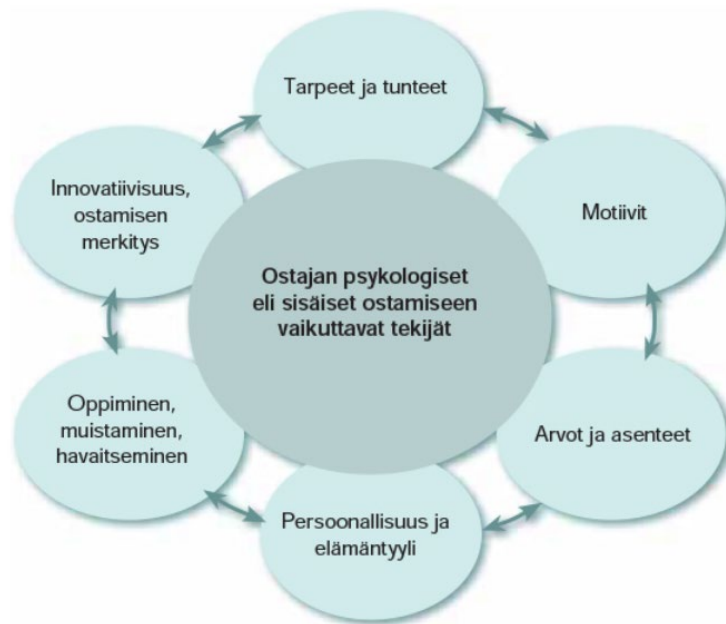 Tarpeet ja tunteet
Innovatiivisuus,
ostamisen
merkitys
Motiivit
Ostajan psykologiset
eli sisäiset ostamiseen
vaikuttavat tekijät
Oppiminen,
muistaminen,
havaitseminen
Arvot ja asenteet
Persoonallisuus ja
elämäntyyli